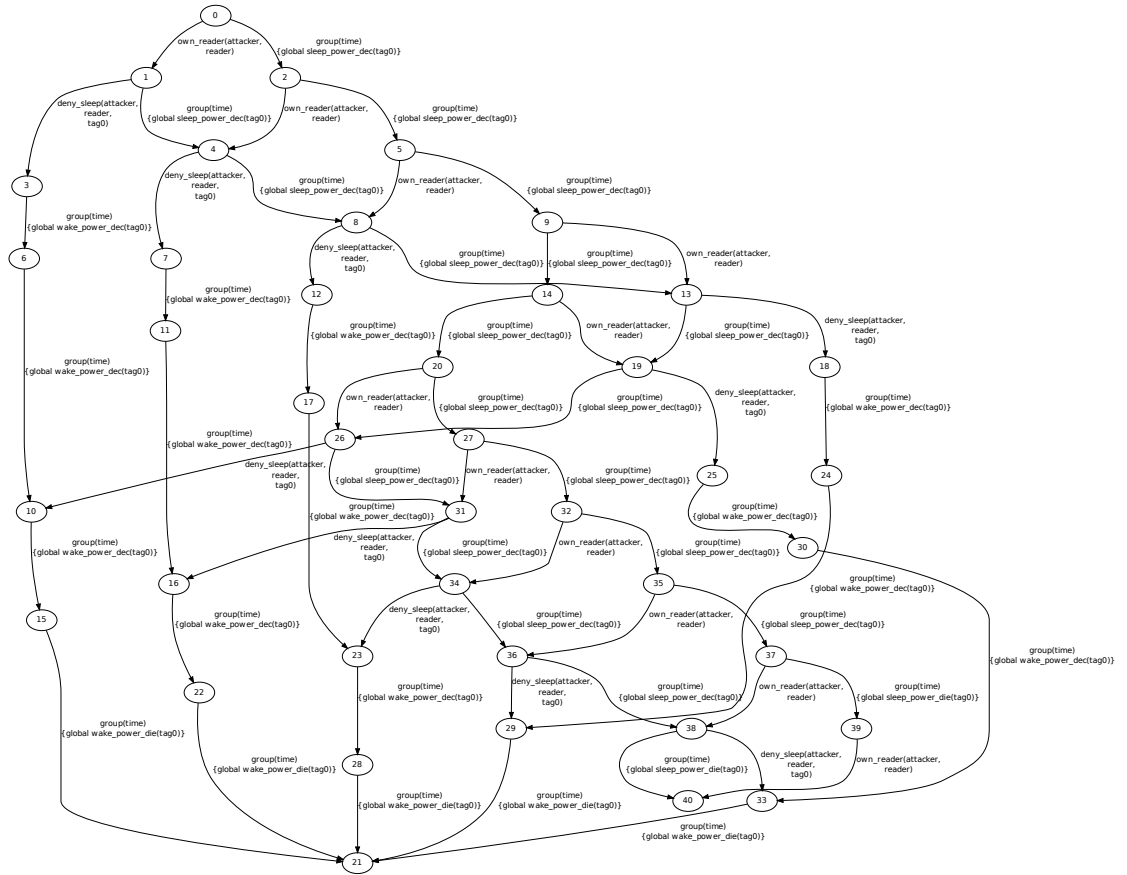 0
own_reader(attacker,
reader)
group(time)
{global sleep_power_dec(tag0)}
1
2
deny_sleep(attacker,
reader,
tag0)
group(time)
{global sleep_power_dec(tag0)}
own_reader(attacker,
reader)
group(time)
{global sleep_power_dec(tag0)}
4
5
3
deny_sleep(attacker,
reader,
tag0)
group(time)
{global sleep_power_dec(tag0)}
own_reader(attacker,
reader)
group(time)
{global sleep_power_dec(tag0)}
group(time)
{global wake_power_dec(tag0)}
8
9
6
7
deny_sleep(attacker,
reader,
tag0)
group(time)
{global sleep_power_dec(tag0)}
group(time)
{global sleep_power_dec(tag0)}
own_reader(attacker,
reader)
group(time)
{global wake_power_dec(tag0)}
12
14
13
11
group(time)
{global wake_power_dec(tag0)}
group(time)
{global sleep_power_dec(tag0)}
own_reader(attacker,
reader)
group(time)
{global sleep_power_dec(tag0)}
deny_sleep(attacker,
reader,
tag0)
group(time)
{global wake_power_dec(tag0)}
20
19
18
17
own_reader(attacker,
reader)
group(time)
{global sleep_power_dec(tag0)}
group(time)
{global sleep_power_dec(tag0)}
deny_sleep(attacker,
reader,
tag0)
group(time)
{global wake_power_dec(tag0)}
group(time)
{global wake_power_dec(tag0)}
26
27
deny_sleep(attacker,
reader,
tag0)
group(time)
{global sleep_power_dec(tag0)}
own_reader(attacker,
reader)
group(time)
{global sleep_power_dec(tag0)}
25
24
10
group(time)
{global wake_power_dec(tag0)}
31
32
group(time)
{global wake_power_dec(tag0)}
group(time)
{global wake_power_dec(tag0)}
deny_sleep(attacker,
reader,
tag0)
group(time)
{global sleep_power_dec(tag0)}
own_reader(attacker,
reader)
group(time)
{global sleep_power_dec(tag0)}
30
16
34
35
group(time)
{global wake_power_dec(tag0)}
15
group(time)
{global wake_power_dec(tag0)}
deny_sleep(attacker,
reader,
tag0)
group(time)
{global sleep_power_dec(tag0)}
own_reader(attacker,
reader)
group(time)
{global sleep_power_dec(tag0)}
23
36
37
group(time)
{global wake_power_dec(tag0)}
22
group(time)
{global wake_power_dec(tag0)}
deny_sleep(attacker,
reader,
tag0)
group(time)
{global sleep_power_dec(tag0)}
own_reader(attacker,
reader)
group(time)
{global sleep_power_die(tag0)}
group(time)
{global wake_power_die(tag0)}
29
38
39
28
group(time)
{global wake_power_die(tag0)}
group(time)
{global sleep_power_die(tag0)}
deny_sleep(attacker,
reader,
tag0)
own_reader(attacker,
reader)
group(time)
{global wake_power_die(tag0)}
group(time)
{global wake_power_die(tag0)}
40
33
group(time)
{global wake_power_die(tag0)}
21